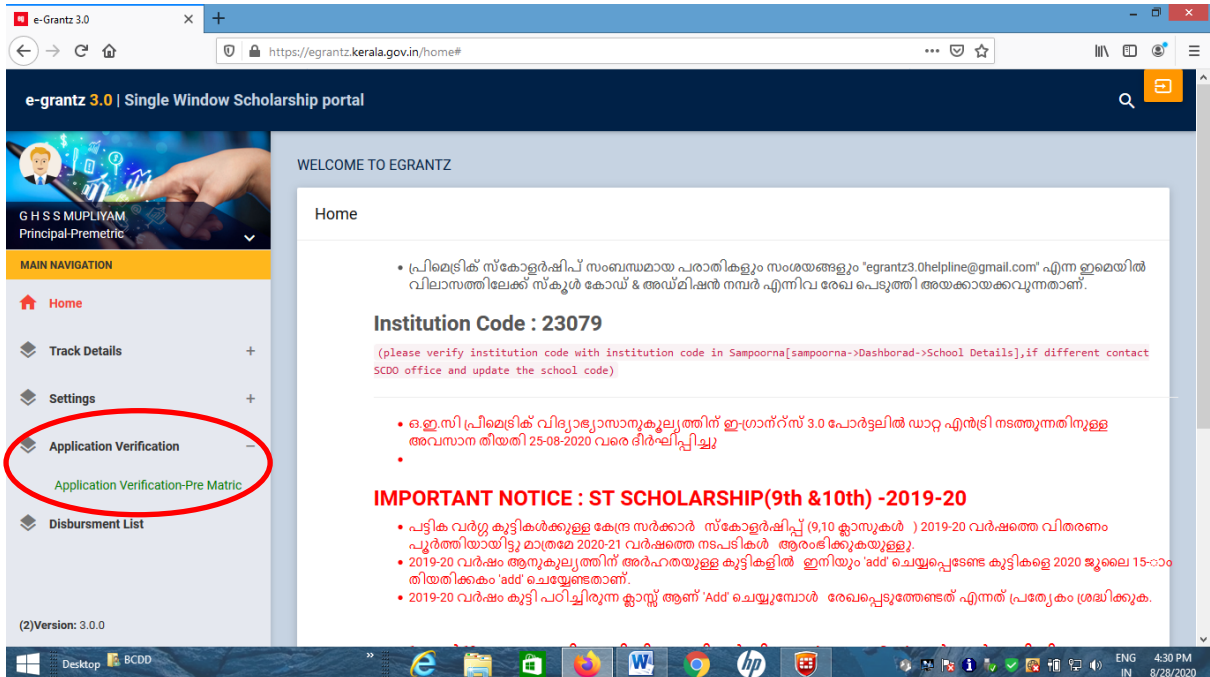 e-Grantz 3.0
https://egrantz.kerala.gov.in/home#
e-grantz 3.0 | Single Window Scholarship portal
G H S S MUPLIYAM
Principal-Premetric
MAIN NAVIGATION
Home
Track Details +
Settings +
Application Verification −
Application Verification-Pre Matric
Disbursment List
(2)Version: 3.0.0
WELCOME TO EGRANTZ
Home
• പ്രിമെട്രിക് സ്കോളർഷിപ് സംബന്ധമായ പരാതികളും സംശയങ്ങളും "egrantz3.0helpline@gmail.com" എന്ന ഇമെയിൽ
വിലാസത്തിലേക്ക് സ്കൂൾ കോഡ് & അഡ്മിഷൻ നമ്പർ എന്നിവ രേഖ പെടുത്തി അയക്കായക്കവുന്നതാണ്.
Institution Code : 23079
(please verify institution code with institution code in Sampoorna[sampoorna->Dashborad->School Details],if different contact
SCDO office and update the school code)
• ഒ.ഇ.സി പ്രീമെട്രിക് വിദ്യാഭ്യാസാനുകൂല്യത്തിന് ഇ-ഗ്രാന്റ്സ് 3.0 പോർട്ടലിൽ ഡാറ്റ എൻട്രി നടത്തുന്നതിനുള്ള
അവസാന തീയതി 25-08-2020 വരെ ദീർഘിപ്പിച്ചു
•
IMPORTANT NOTICE : ST SCHOLARSHIP(9th &10th) -2019-20
• പട്ടിക വർഗ്ഗ കുട്ടികൾക്കുള്ള കേന്ദ്ര സർക്കാർ സ്കോളർഷിപ്പ് (9,10 ക്ലാസുകൾ ) 2019-20 വർഷത്തെ വിതരണം
പൂർത്തിയായിട്ടു മാത്രമേ 2020-21 വർഷത്തെ നടപടികൾ ആരംഭിക്കുകയുള്ളു.
• 2019-20 വർഷം ആനുകുല്യത്തിന് അർഹതയുള്ള കുട്ടികളിൽ ഇനിയും 'add' ചെയ്യപ്പെടേണ്ട കുട്ടികളെ 2020 ജൂലൈ 15-ാം
തിയതിക്കകം 'add' ചെയ്യേണ്ടതാണ്.
• 2019-20 വർഷം കുട്ടി പഠിച്ചിരുന്ന ക്ലാസ്സ് ആണ് 'Add' ചെയ്യുമ്പോൾ രേഖപ്പെടുത്തേണ്ടത് എന്നത് പ്രത്യേകം ശ്രദ്ധിക്കുക.
Desktop BCDD
ENG 4:30 PM
IN 8/28/2020